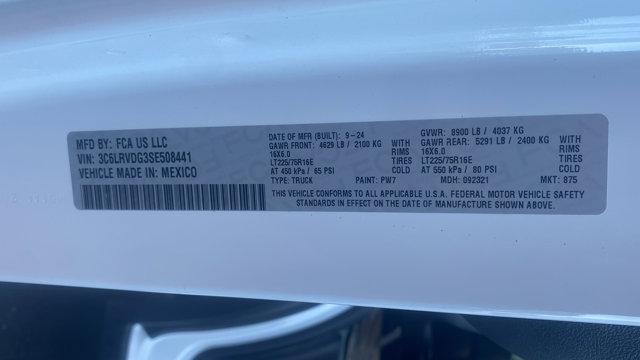 MFD BY: FCA US LLC
VIN: 3C6LRVDG3SE508441
VEHICLE MADE IN: MEXICO
DATE OF MFR (BUILT): 9-24
GAWR FRONT: 4629 LB / 2100 KG WITH
16X6.0 RIMS
LT225/75R16E TIRES
AT 450 kPa / 65 PSI COLD
TYPE: TRUCK PAINT: PW7
GVWR: 8900 LB / 4037 KG
GAWR REAR: 5291 LB / 2400 KG WITH
16X6.0 RIMS
LT225/75R16E TIRES
AT 550 kPa / 80 PSI COLD
MDH: 092321 MKT: 875
THIS VEHICLE CONFORMS TO ALL APPLICABLE U.S.A. FEDERAL MOTOR VEHICLE SAFETY
STANDARDS IN EFFECT ON THE DATE OF MANUFACTURE SHOWN ABOVE.